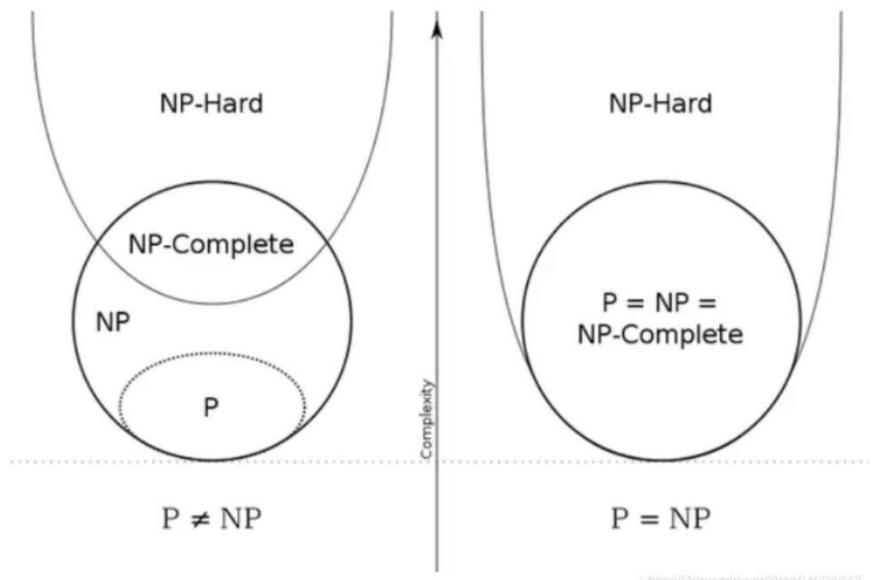 NP-Hard
NP-Complete
NP
P
P ≠ NP
Complexity
NP-Hard
P = NP =
NP-Complete
P = NP